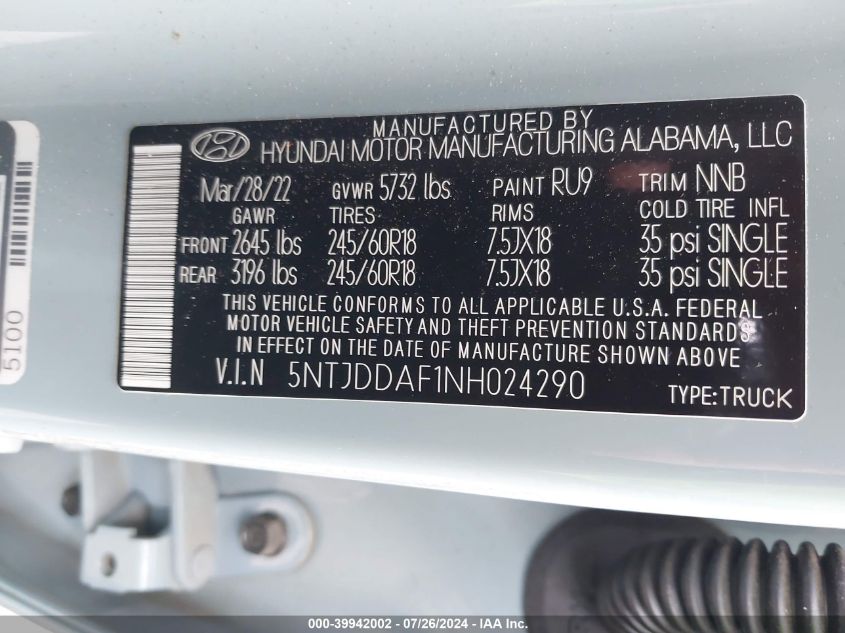 MANUFACTURED BY
HYUNDAI MOTOR MANUFACTURING ALABAMA, LLC
Mar/28/22 GVWR 5732 lbs PAINT RU9 TRIM NNB
GAWR TIRES RIMS COLD TIRE INFL
FRONT 2645 lbs 245/60R18 7.5JX18 35 psi SINGLE
REAR 3196 lbs 245/60R18 7.5JX18 35 psi SINGLE
THIS VEHICLE CONFORMS TO ALL APPLICABLE U.S.A. FEDERAL
MOTOR VEHICLE SAFETY AND THEFT PREVENTION STANDARDS
IN EFFECT ON THE DATE OF MANUFACTURE SHOWN ABOVE
V.I.N 5NTJDDAF1NH024290 TYPE:TRUCK
5100
000-39942002 / 07/26/2024 - IAA Inc.